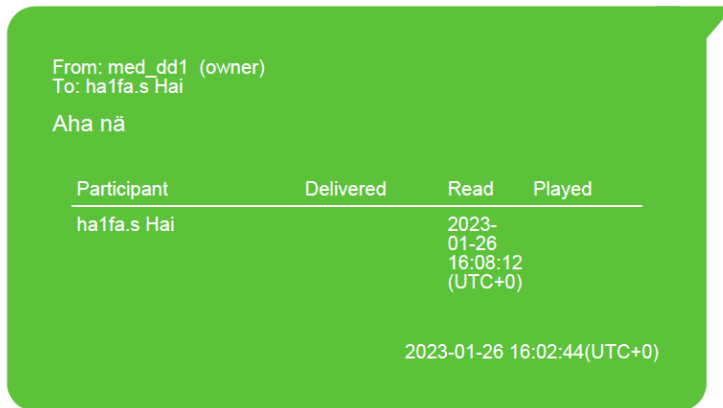 From: med_dd1 (owner)
To: ha1fa.s Hai
Aha nä
Participant Delivered Read Played
ha1fa.s Hai 2023-
01-26
16:08:12
(UTC+0)
2023-01-26 16:02:44(UTC+0)